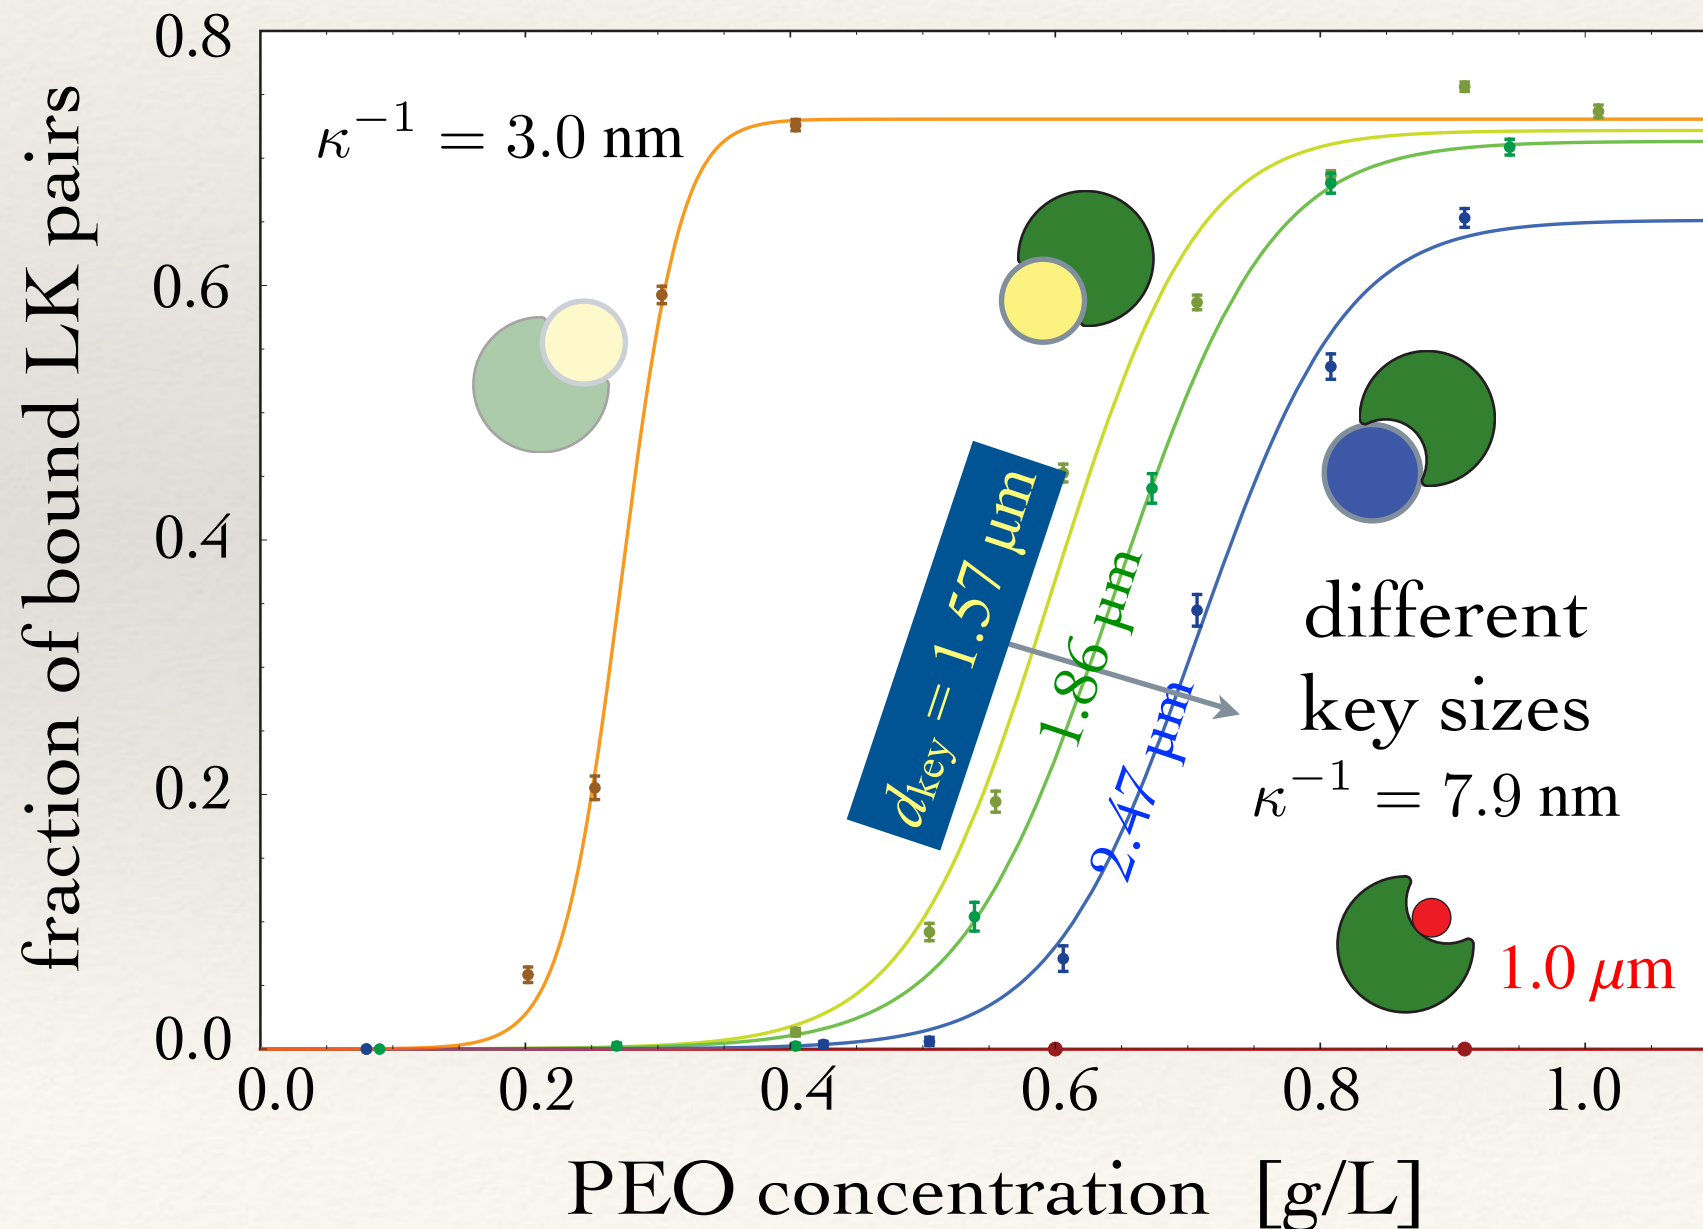 fraction of bound LK pairs
0.8
0.6
0.4
0.2
0.0
κ⁻¹ = 3.0 nm
d_key = 1.57 µm
1.86 µm
2.47 µm
different
key sizes
κ⁻¹ = 7.9 nm
1.0 µm
0.0 0.2 0.4 0.6 0.8 1.0
PEO concentration [g/L]